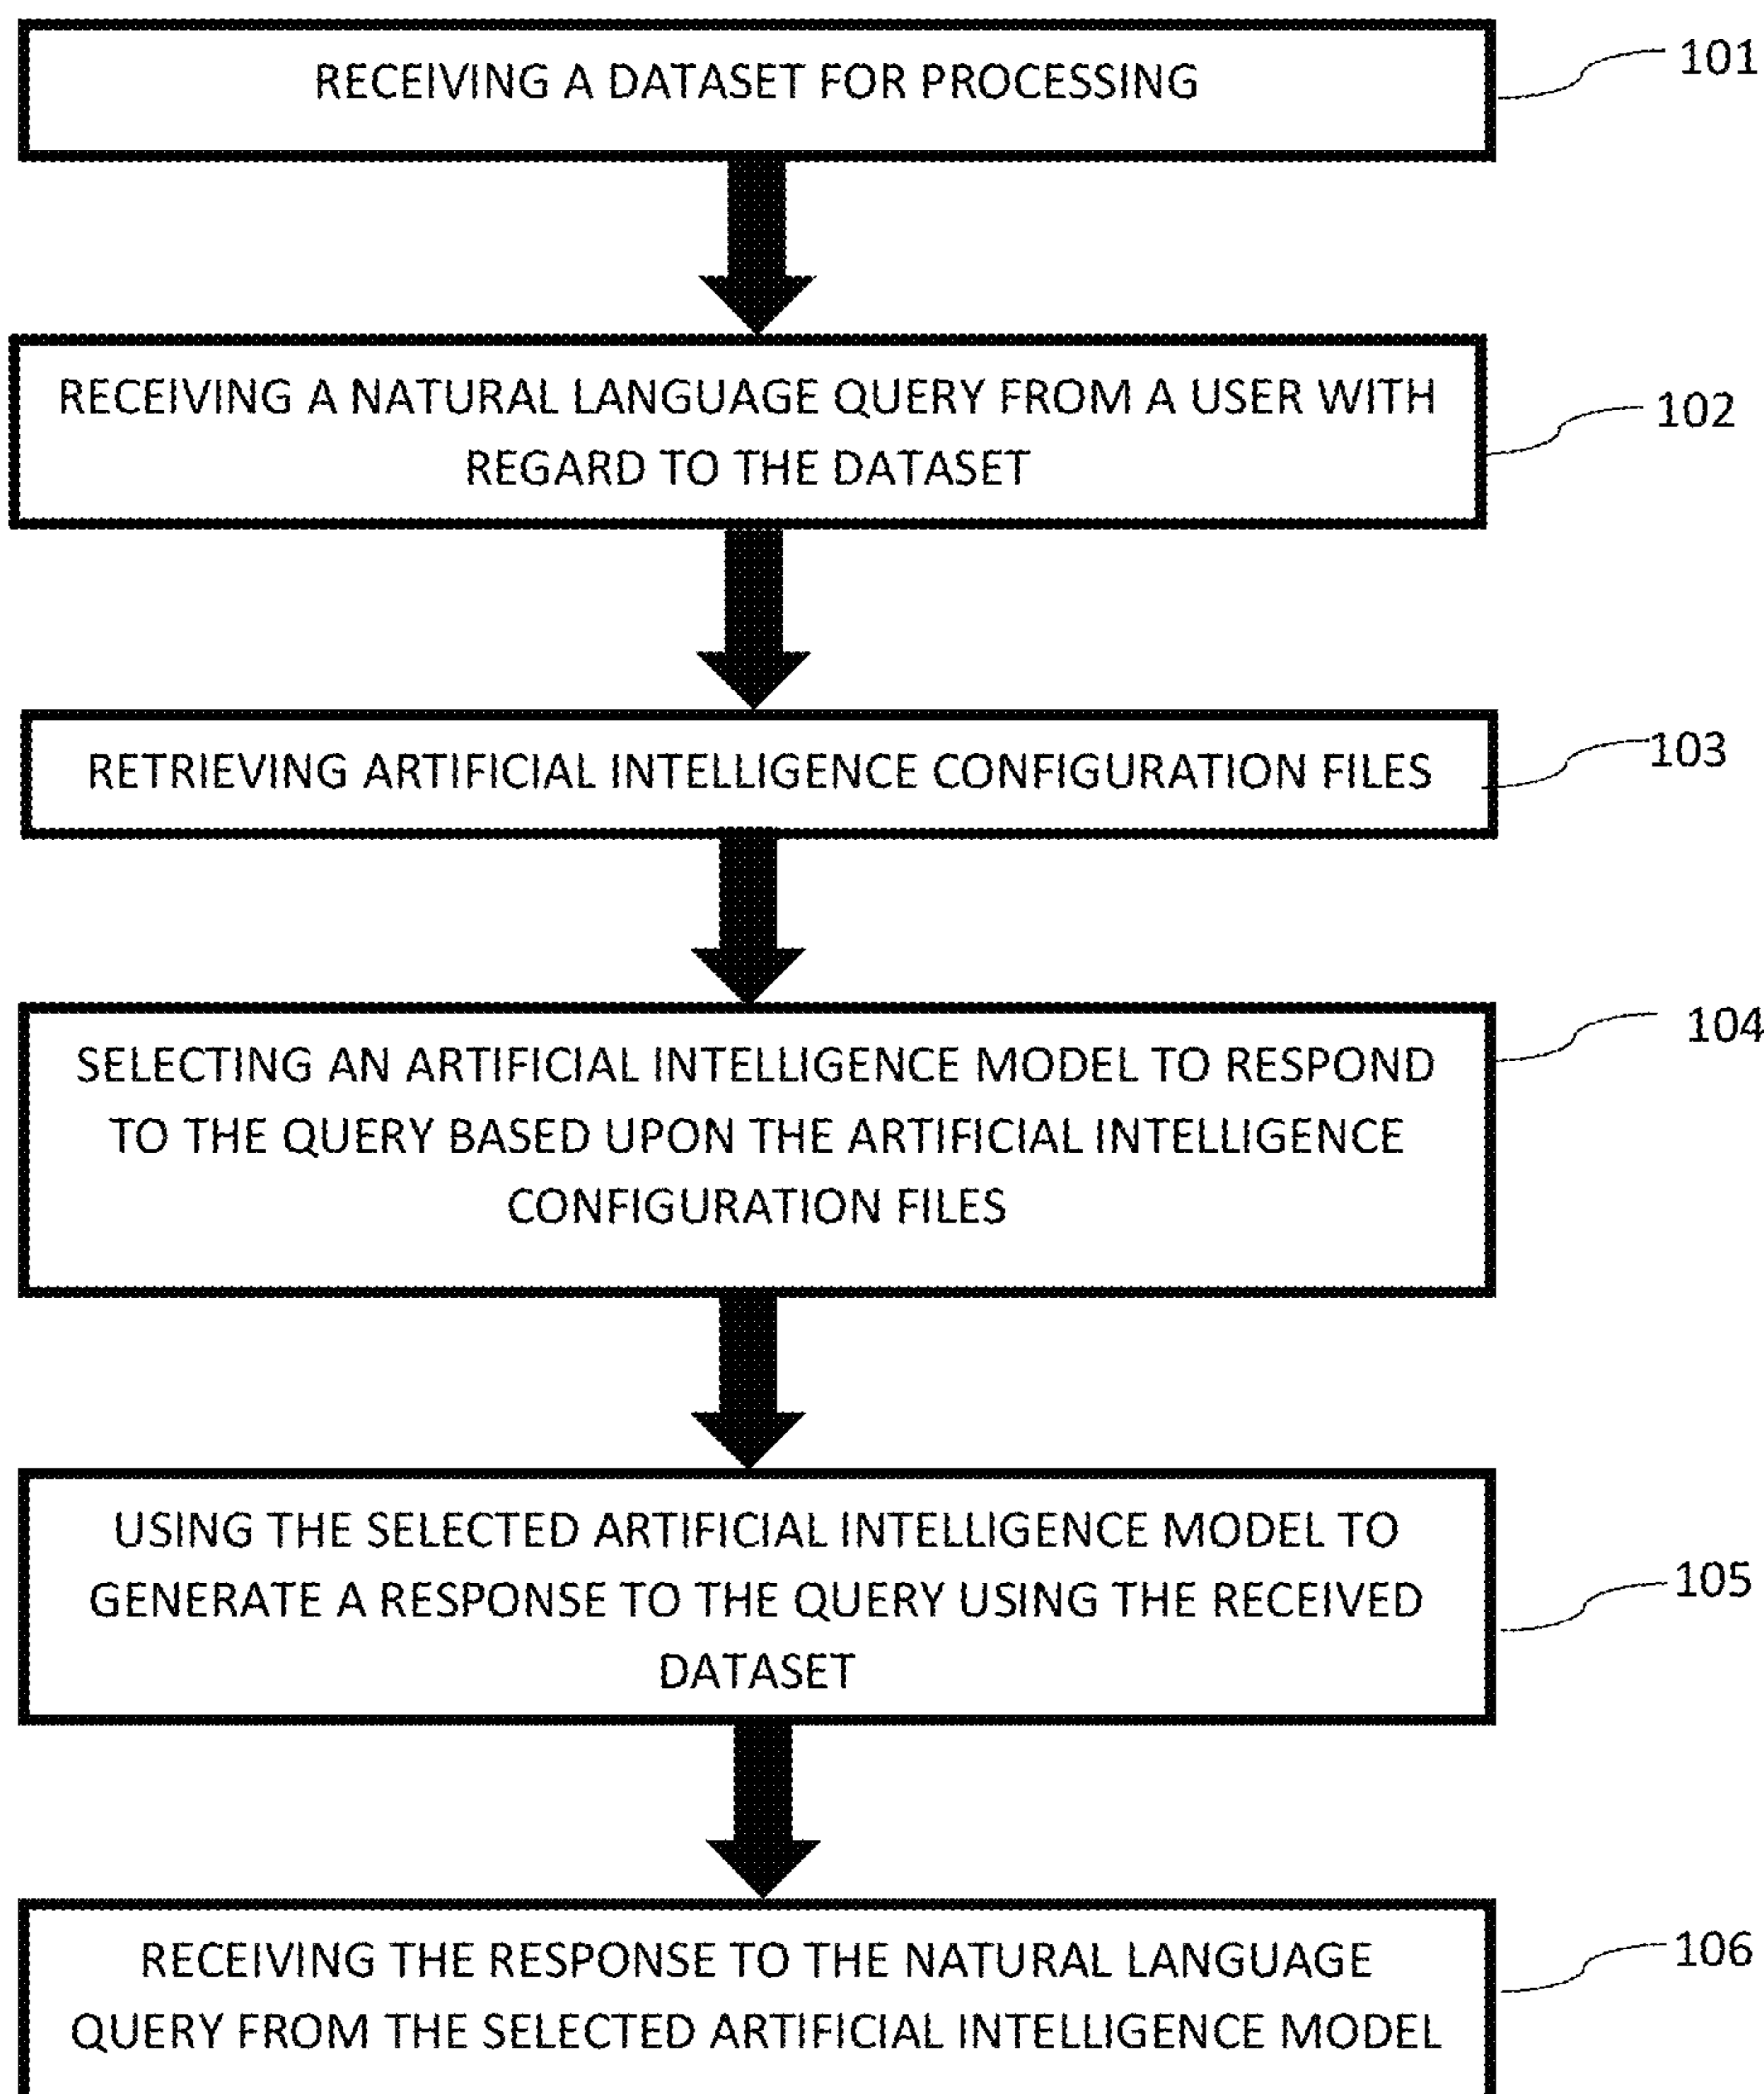 RECEIVING A DATASET FOR PROCESSING
101
RECEIVING A NATURAL LANGUAGE QUERY FROM A USER WITH
REGARD TO THE DATASET
102
RETRIEVING ARTIFICIAL INTELLIGENCE CONFIGURATION FILES
103
SELECTING AN ARTIFICIAL INTELLIGENCE MODEL TO RESPOND
TO THE QUERY BASED UPON THE ARTIFICIAL INTELLIGENCE
CONFIGURATION FILES
104
USING THE SELECTED ARTIFICIAL INTELLIGENCE MODEL TO
GENERATE A RESPONSE TO THE QUERY USING THE RECEIVED
DATASET
105
RECEIVING THE RESPONSE TO THE NATURAL LANGUAGE
QUERY FROM THE SELECTED ARTIFICIAL INTELLIGENCE MODEL
106